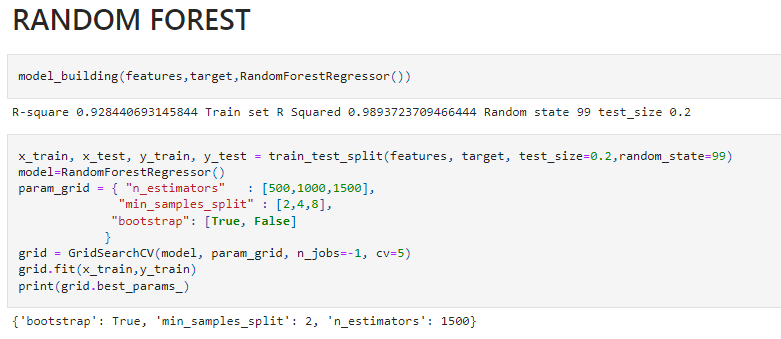 RANDOM FOREST
model_building(features,target,RandomForestRegressor())
R-square 0.928440693145844 Train set R Squared 0.9893723709466444 Random state 99 test_size 0.2
x_train, x_test, y_train, y_test = train_test_split(features, target, test_size=0.2,random_state=99)
model=RandomForestRegressor()
param_grid = { "n_estimators"   : [500,1000,1500],
              "min_samples_split" : [2,4,8],
             "bootstrap": [True, False]
            }
grid = GridSearchCV(model, param_grid, n_jobs=-1, cv=5)
grid.fit(x_train,y_train)
print(grid.best_params_)
{'bootstrap': True, 'min_samples_split': 2, 'n_estimators': 1500}